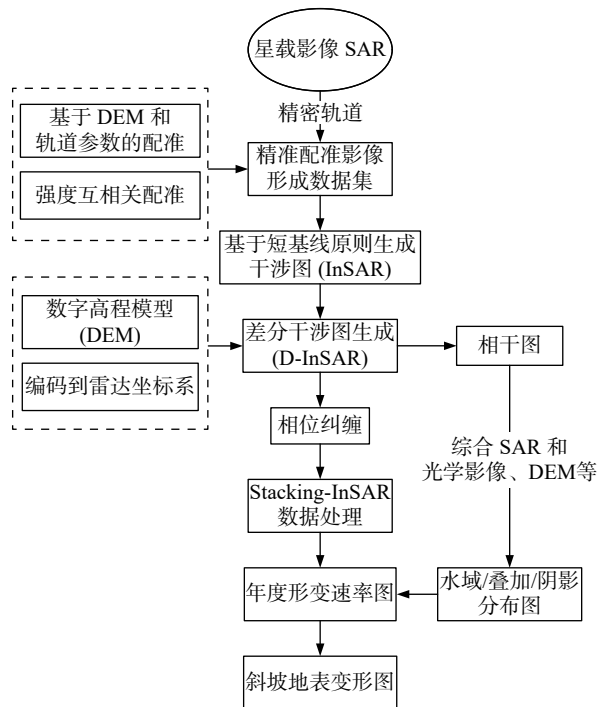 星载影像 SAR
精密轨道
基于 DEM 和
轨道参数的配准
强度互相关配准
精准配准影像
形成数据集
基于短基线原则生成
干涉图 (InSAR)
数字高程模型
(DEM)
编码到雷达坐标系
差分干涉图生成
(D-InSAR)
相干图
相位纠缠
综合 SAR 和
光学影像、DEM等
Stacking-InSAR
数据处理
年度形变速率图
水域/叠加/阴影
分布图
斜坡地表变形图